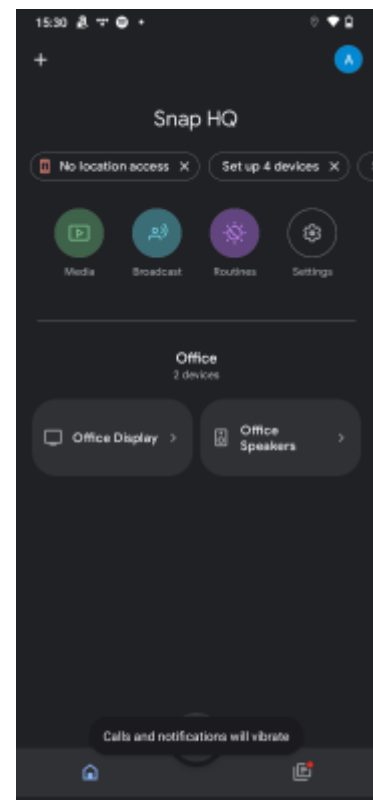 15:30
A
Snap HQ
No location access
Set up 4 devices
Media Broadcast Routines Settings
Office
2 devices
Office Display
Office
Speakers
Calls and notifications will vibrate